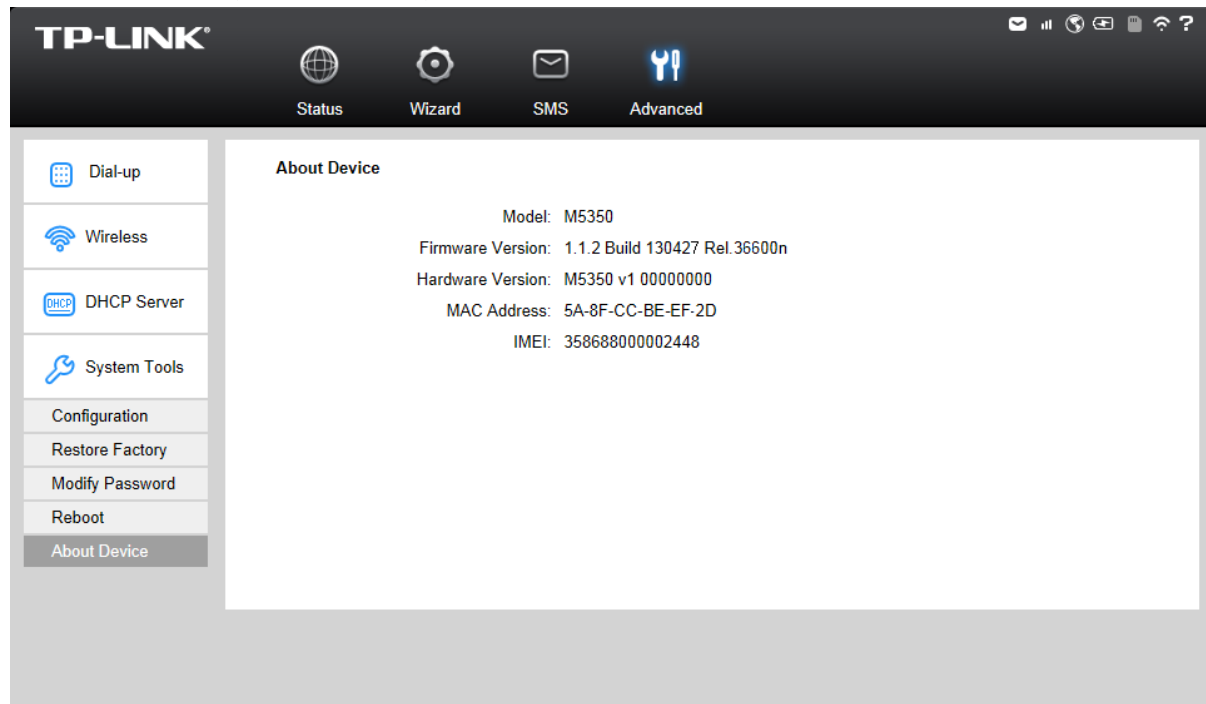 TP-LINK®
?
Status Wizard SMS Advanced
Dial-up
Wireless
DHCP DHCP Server
System Tools
Configuration
Restore Factory
Modify Password
Reboot
About Device
About Device
Model: M5350
Firmware Version: 1.1.2 Build 130427 Rel.36600n
Hardware Version: M5350 v1 00000000
MAC Address: 5A-8F-CC-BE-EF-2D
IMEI: 358688000002448